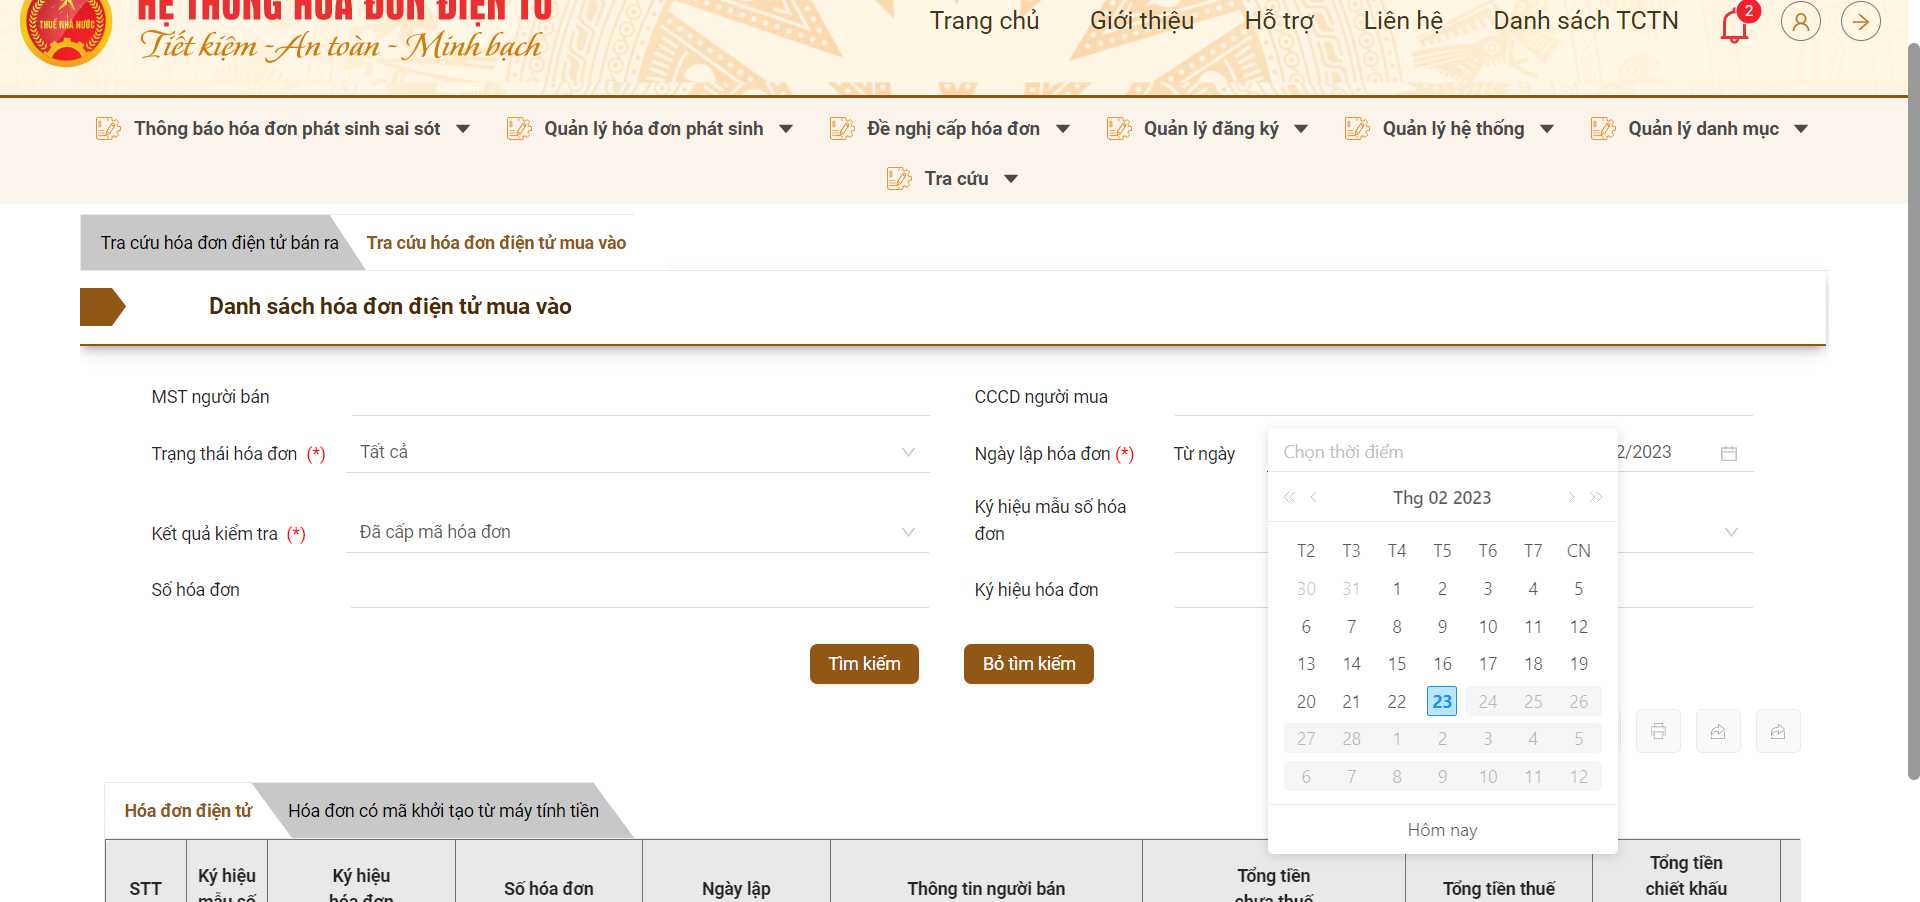 HỆ THỐNG HÓA ĐƠN ĐIỆN TỬ
THUẾ NHÀ NƯỚC
Tiết kiệm - An toàn - Minh bạch
Trang chủ Giới thiệu Hỗ trợ Liên hệ Danh sách TCTN 2
Thông báo hóa đơn phát sinh sai sót Quản lý hóa đơn phát sinh Đề nghị cấp hóa đơn Quản lý đăng ký Quản lý hệ thống Quản lý danh mục
Tra cứu
Tra cứu hóa đơn điện tử bán ra Tra cứu hóa đơn điện tử mua vào
Danh sách hóa đơn điện tử mua vào
MST người bán CCCD người mua
Trạng thái hóa đơn (*) Tất cả Ngày lập hóa đơn (*) Từ ngày Chọn thời điểm 2/2023
« ‹ Thg 02 2023 › »
Kết quả kiểm tra (*) Đã cấp mã hóa đơn Ký hiệu mẫu số hóa đơn
T2 T3 T4 T5 T6 T7 CN
Số hóa đơn Ký hiệu hóa đơn
30 31 1 2 3 4 5
6 7 8 9 10 11 12
13 14 15 16 17 18 19
20 21 22 23 24 25 26
27 28 1 2 3 4 5
6 7 8 9 10 11 12
Hôm nay
Tìm kiếm Bỏ tìm kiếm
Hóa đơn điện tử Hóa đơn có mã khởi tạo từ máy tính tiền
STT Ký hiệu mẫu số Ký hiệu hóa đơn Số hóa đơn Ngày lập Thông tin người bán Tổng tiền chưa thuế Tổng tiền thuế Tổng tiền chiết khấu